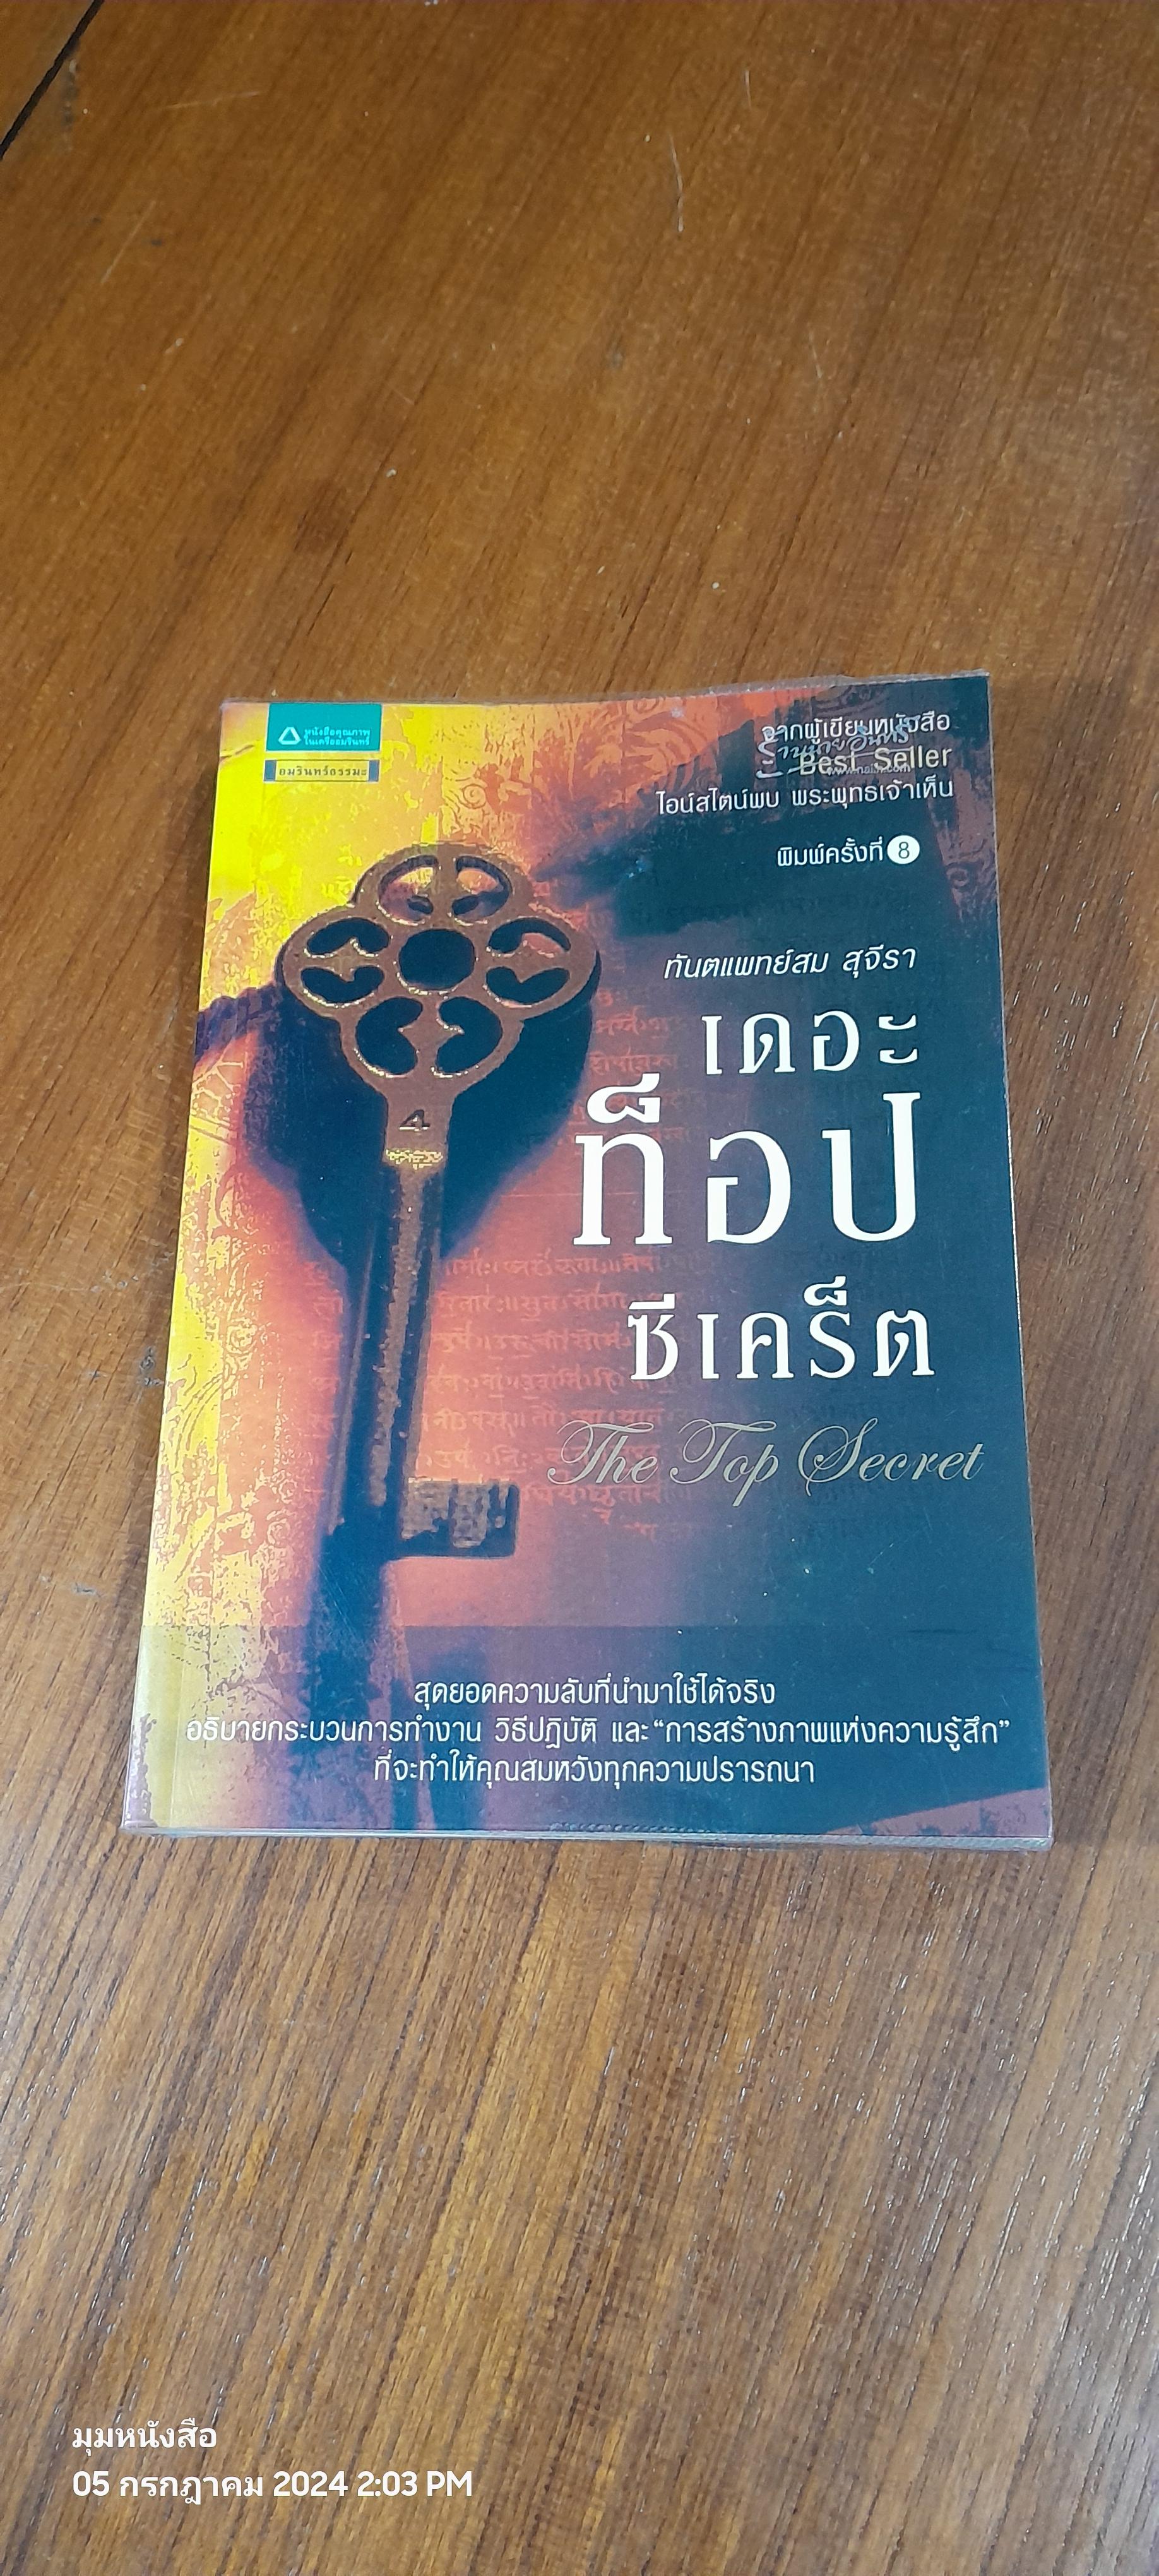 หนังสือคุณภาพ
ในเครืออมรินทร์
อมรินทร์ธรรมะ
จากผู้เขียนหนังสือ
ร้านนายอินทร์
Best Seller
ไอน์สไตน์พบ พระพุทธเจ้าเห็น
พิมพ์ครั้งที่ 8
ทันตแพทย์สม สุจีรา
เดอะ
ท็อป
ซีเคร็ต
The Top Secret
4
สุดยอดความลับที่นำมาใช้ได้จริง
อธิบายกระบวนการทำงาน วิธีปฏิบัติ และ “การสร้างภาพแห่งความรู้สึก”
ที่จะทำให้คุณสมหวังทุกความปรารถนา
มุมหนังสือ
05 กรกฎาคม 2024 2:03 PM